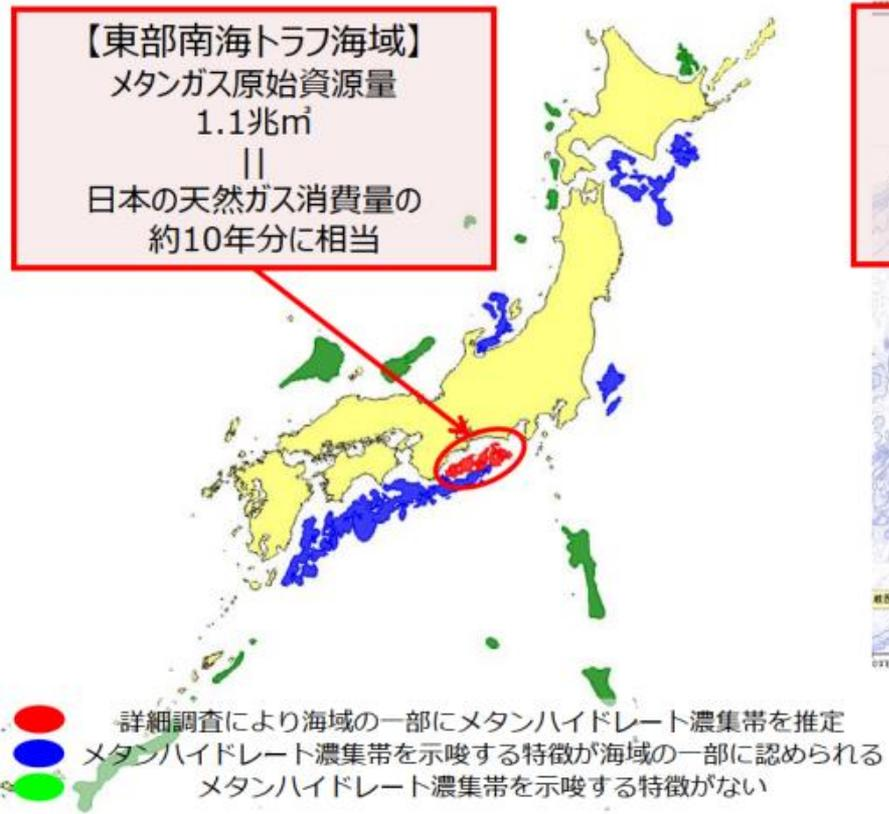 【東部南海トラフ海域】
メタンガス原始資源量
1.1兆㎥
||
日本の天然ガス消費量の
約10年分に相当
詳細調査により海域の一部にメタンハイドレート濃集帯を推定
メタンハイドレート濃集帯を示唆する特徴が海域の一部に認められる
メタンハイドレート濃集帯を示唆する特徴がない